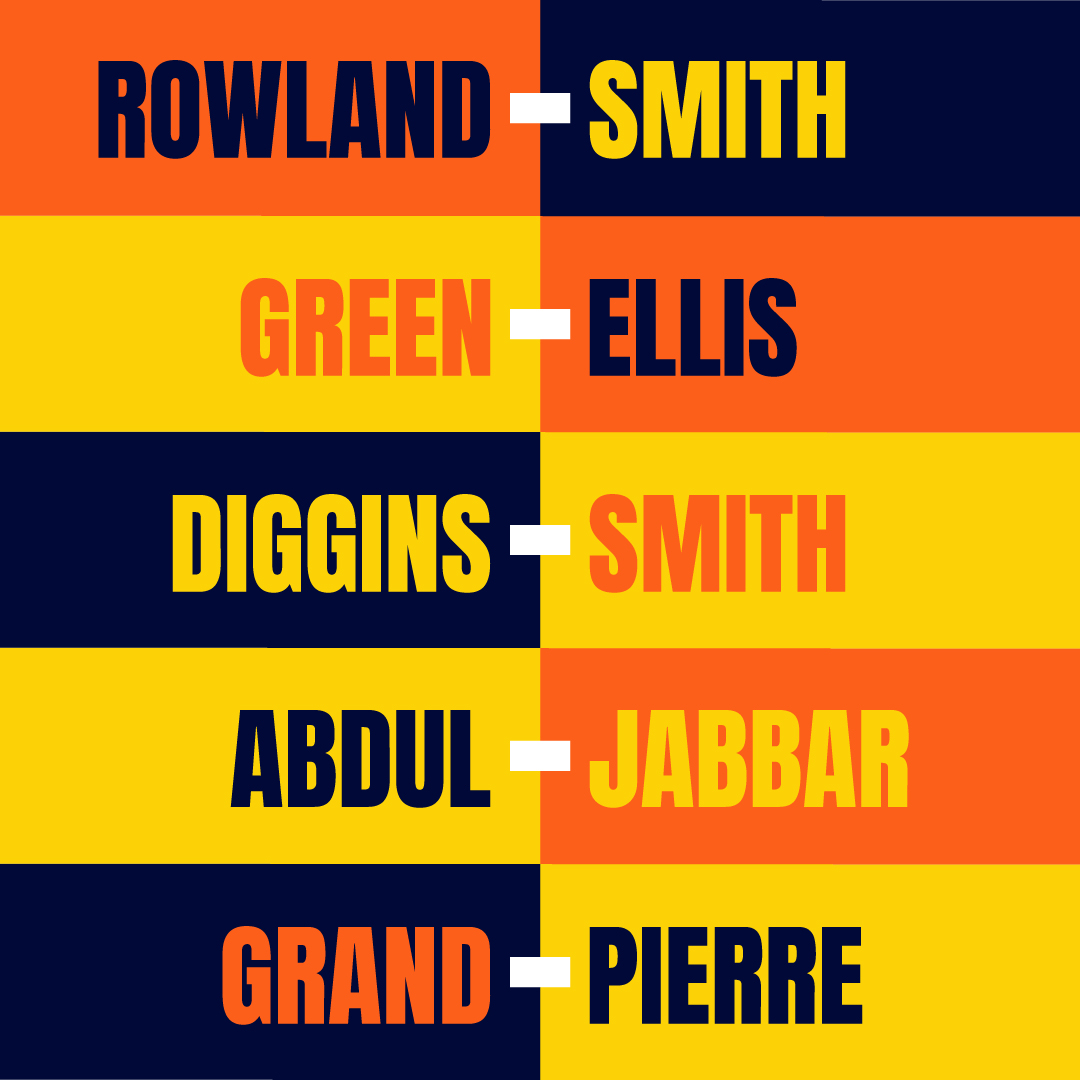 ROWLAND-SMITH
GREEN-ELLIS
DIGGINS-SMITH
ABDUL-JABBAR
GRAND-PIERRE